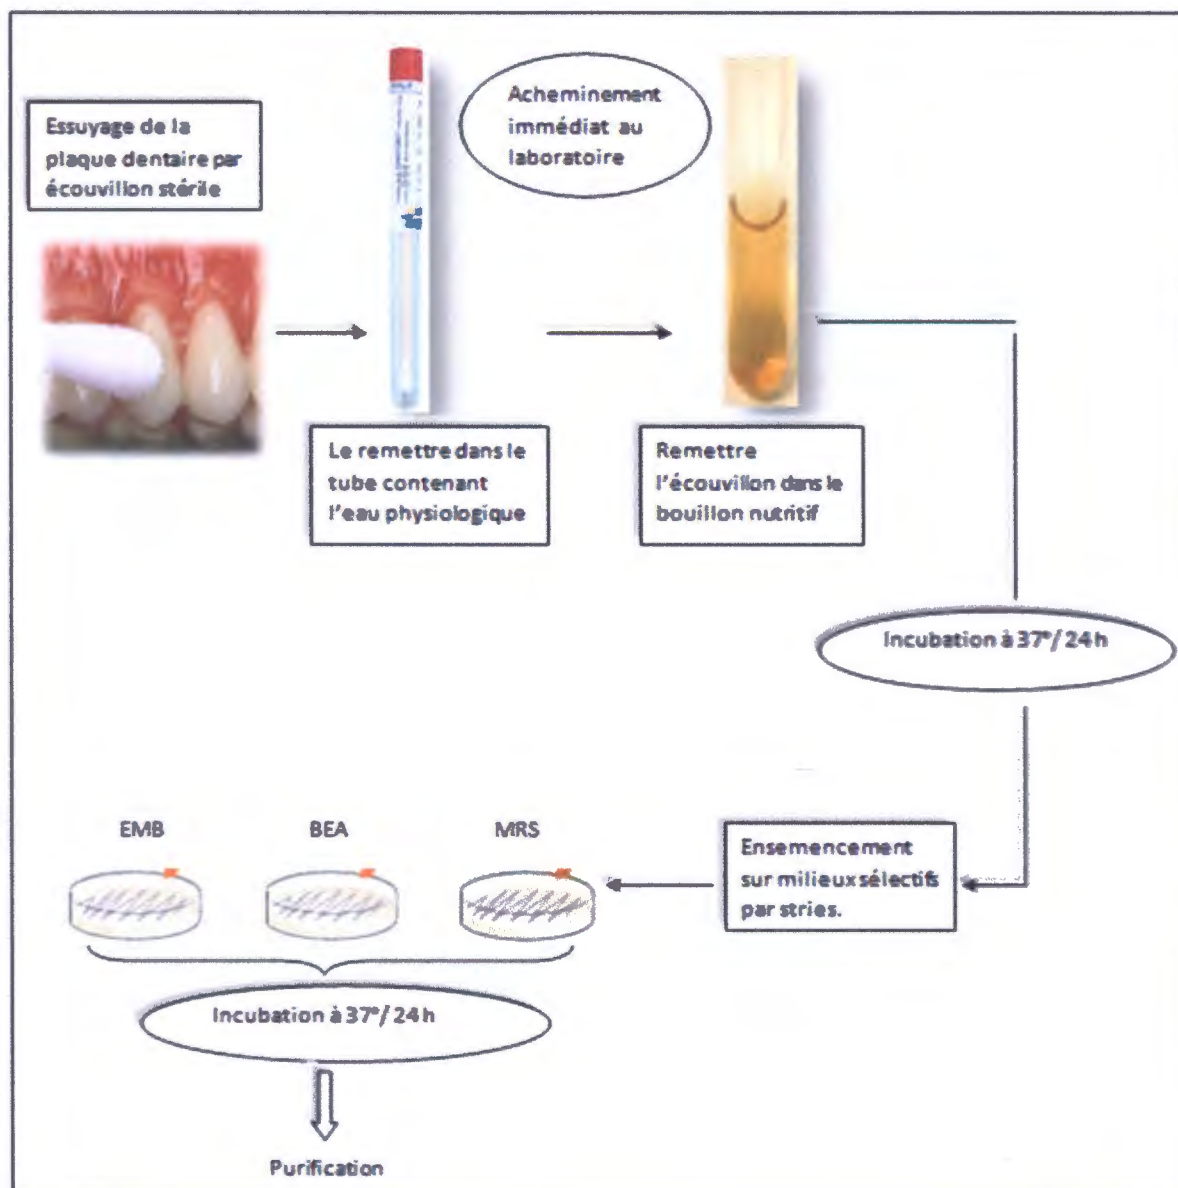 Essuyage de la
plaque dentaire par
écouvillon stérile
Acheminement
immédiat au
laboratoire
Le remettre dans le
tube contenant
l'eau physiologique
Remettre
l'écouvillon dans le
bouillon nutritif
Incubation à 37°/24h
Ensemencement
sur milieux sélectifs
par stries.
EMB BEA MRS
Incubation à 37°/24h
Purification